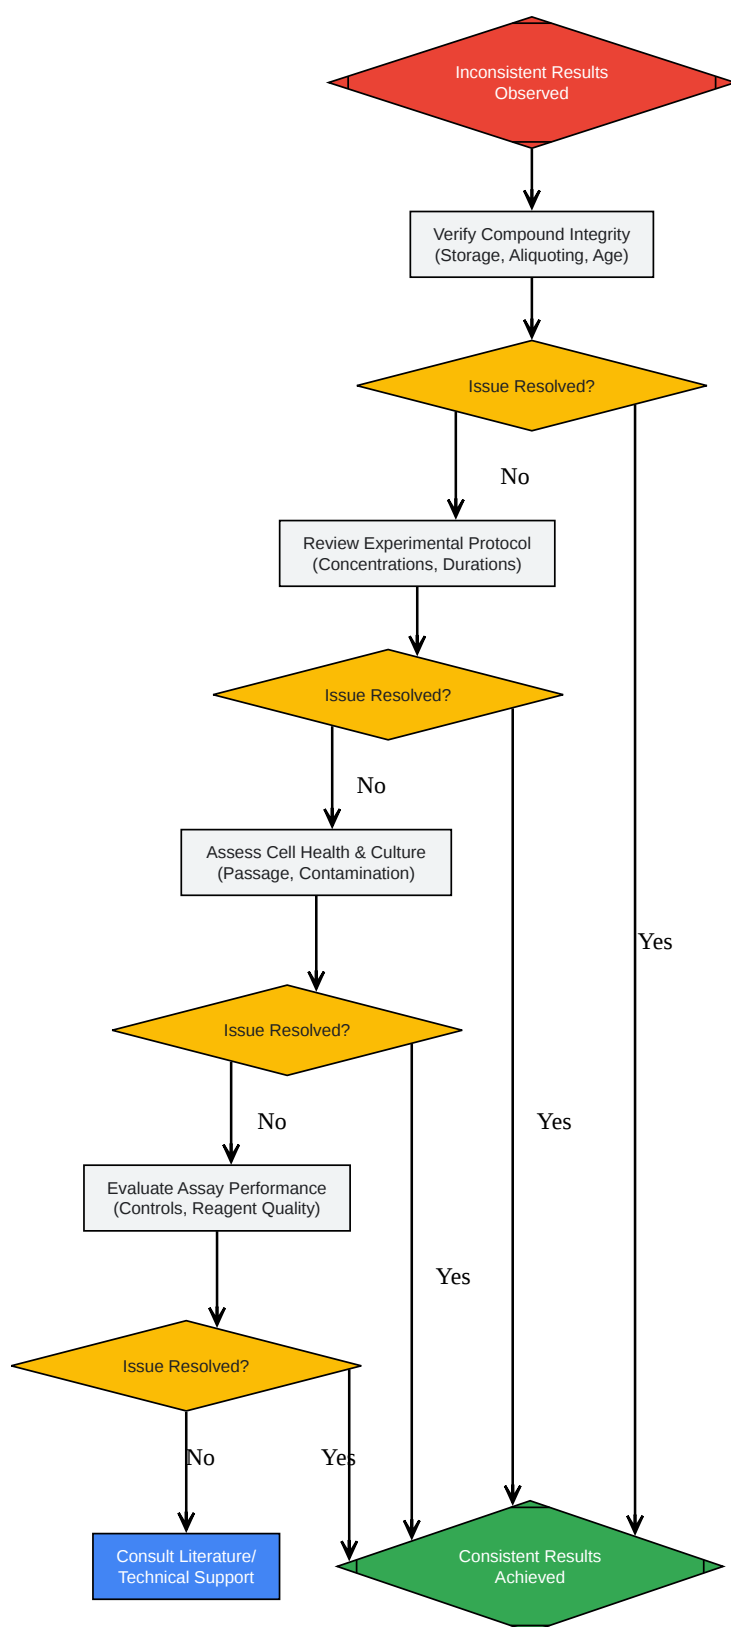 Inconsistent Results
Observed
Verify Compound Integrity
(Storage, Aliquoting, Age)
Issue Resolved?
No
Review Experimental Protocol
(Concentrations, Durations)
Issue Resolved?
No
Assess Cell Health & Culture
(Passage, Contamination)
Yes
Issue Resolved?
No
Yes
Evaluate Assay Performance
(Controls, Reagent Quality)
Yes
Issue Resolved?
No
Yes
Consult Literature/
Technical Support
Consistent Results
Achieved